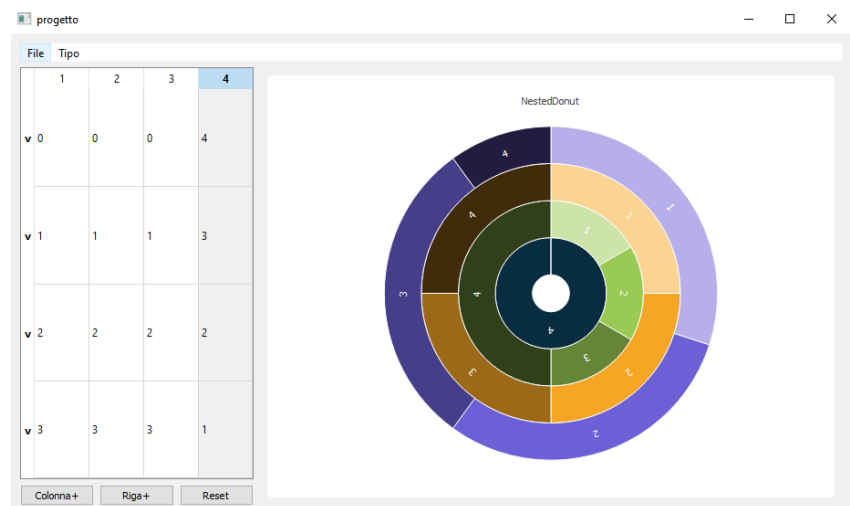 progetto
File Tipo
1 2 3 4
v 0 0 0 4
v 1 1 1 3
v 2 2 2 2
v 3 3 3 1
Colonna+ Riga+ Reset
NestedDonut
4 1
4 1
1
3 4 2
4
3
3 2
2